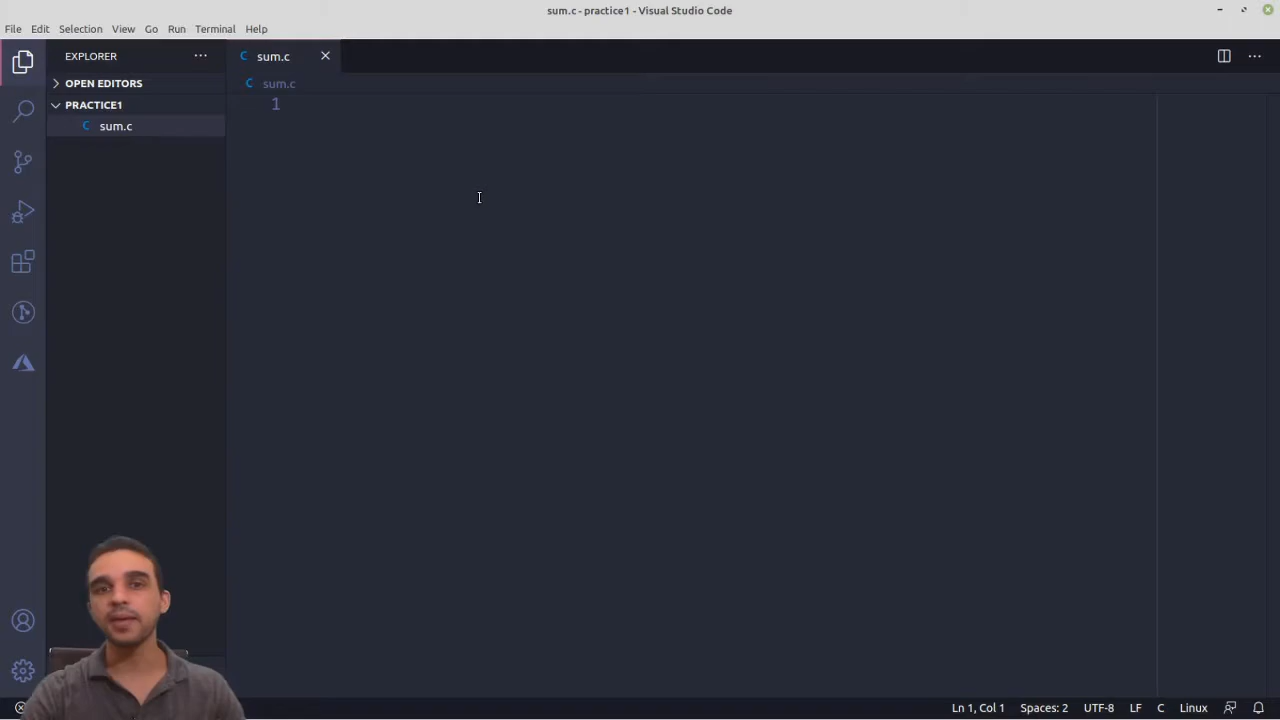 sum.c - practice1 - Visual Studio Code
File Edit Selection View Go Run Terminal Help
EXPLORER
OPEN EDITORS
PRACTICE1
C sum.c
C sum.c
C sum.c
1
Ln 1, Col 1 Spaces: 2 UTF-8 LF C Linux